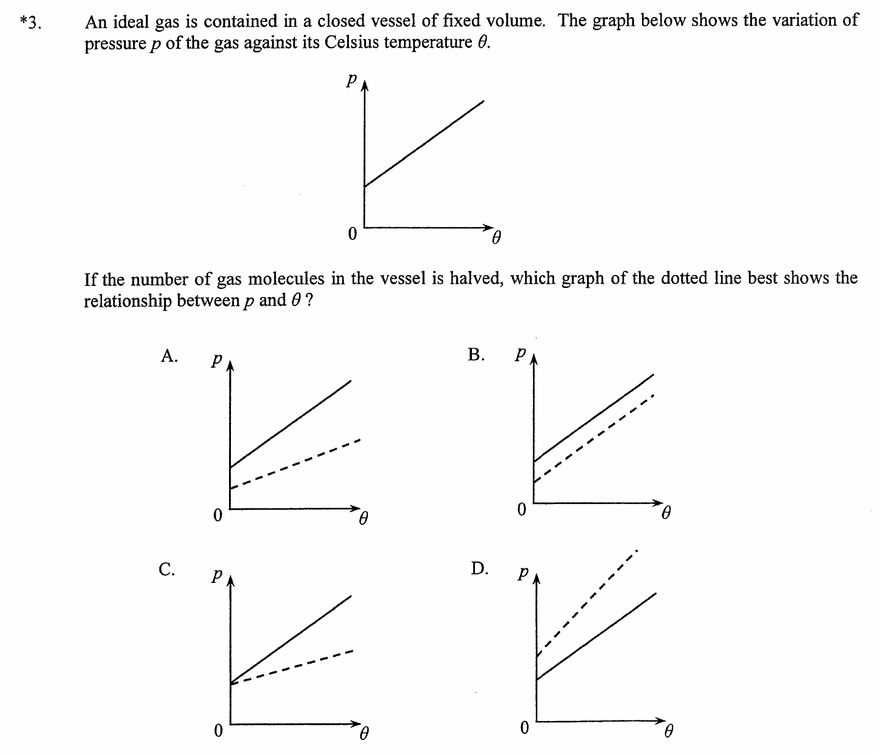 *3. An ideal gas is contained in a closed vessel of fixed volume. The graph below shows the variation of
pressure p of the gas against its Celsius temperature θ.
p
0
θ
If the number of gas molecules in the vessel is halved, which graph of the dotted line best shows the
relationship between p and θ ?
A. p
0
θ
B. p
0
θ
C. p
0
θ
D. p
0
θ